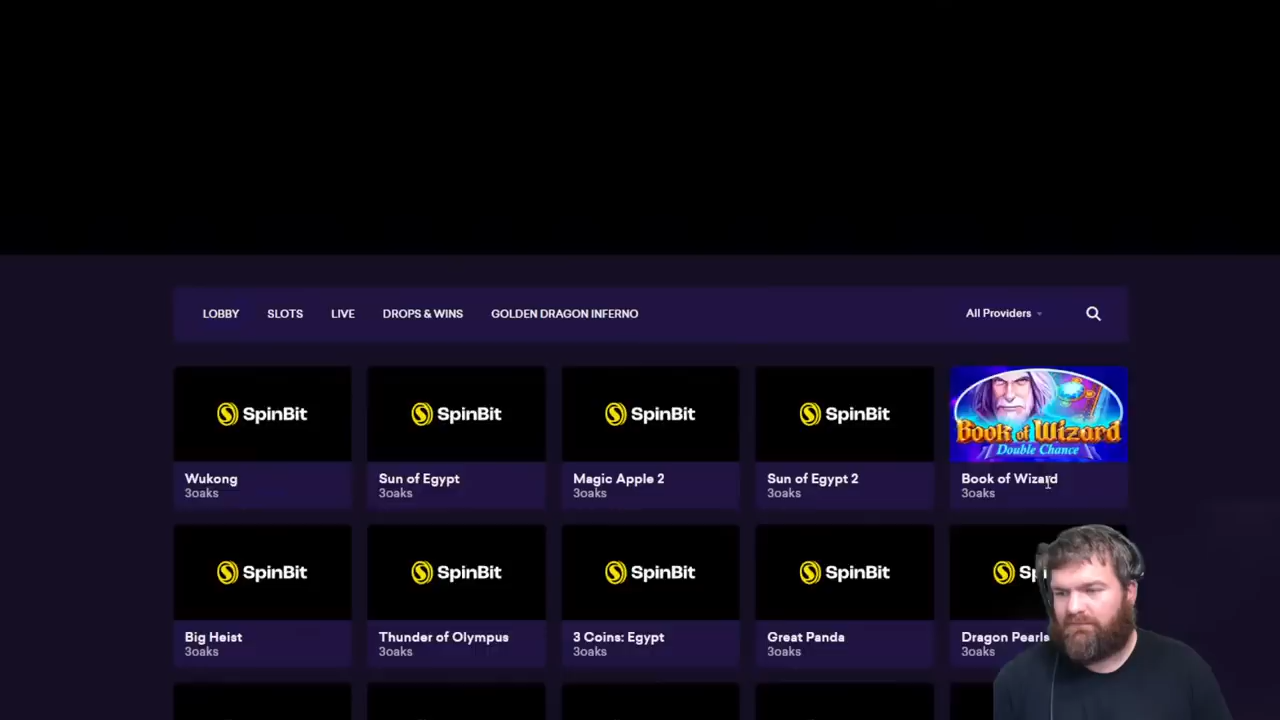 LOBBY SLOTS LIVE DROPS & WINS GOLDEN DRAGON INFERNO All Providers
SpinBit SpinBit SpinBit SpinBit Book of Wizard
Double Chance
Wukong Sun of Egypt Magic Apple 2 Sun of Egypt 2 Book of Wizard
3oaks 3oaks 3oaks 3oaks 3oaks
SpinBit SpinBit SpinBit SpinBit Sp
Big Heist Thunder of Olympus 3 Coins: Egypt Great Panda Dragon Pearls
3oaks 3oaks 3oaks 3oaks 3oaks